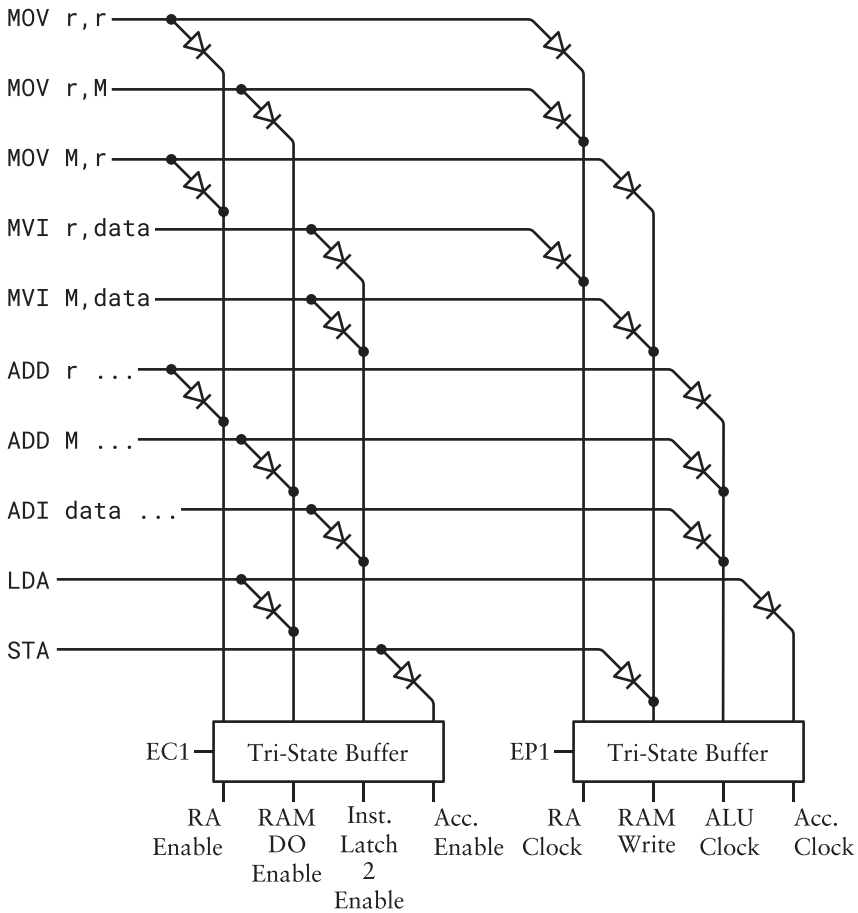 MOV r,r
MOV r,M
MOV M,r
MVI r,data
MVI M,data
ADD r ...
ADD M ...
ADI data ...
LDA
STA
EC1
Tri-State Buffer
EP1
Tri-State Buffer
RA
Enable
RAM
DO
Enable
Inst.
Latch
2
Enable
Acc.
Enable
RA
Clock
RAM
Write
ALU
Clock
Acc.
Clock